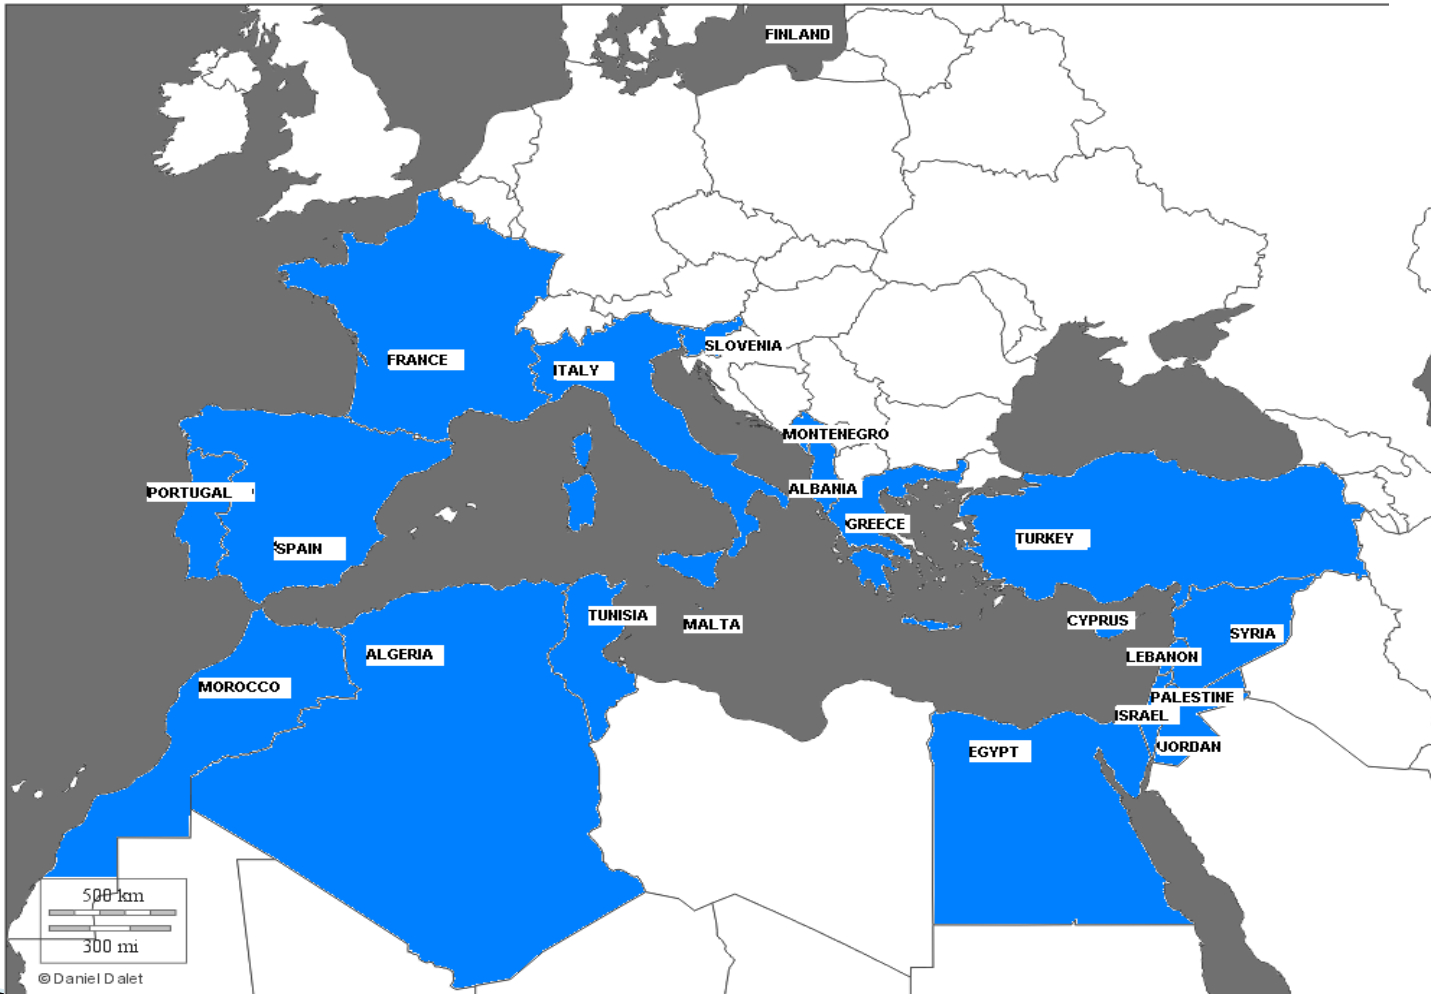 FINLAND
SLOVENIA
FRANCE
ITALY
MONTENEGRO
ALBANIA
PORTUGAL
GREECE
TURKEY
SPAIN
TUNISIA
CYPRUS
MALTA
SYRIA
ALGERIA
LEBANON
MOROCCO
PALESTINE
ISRAEL
JORDAN
EGYPT
500 km
300 mi
© Daniel Dalet